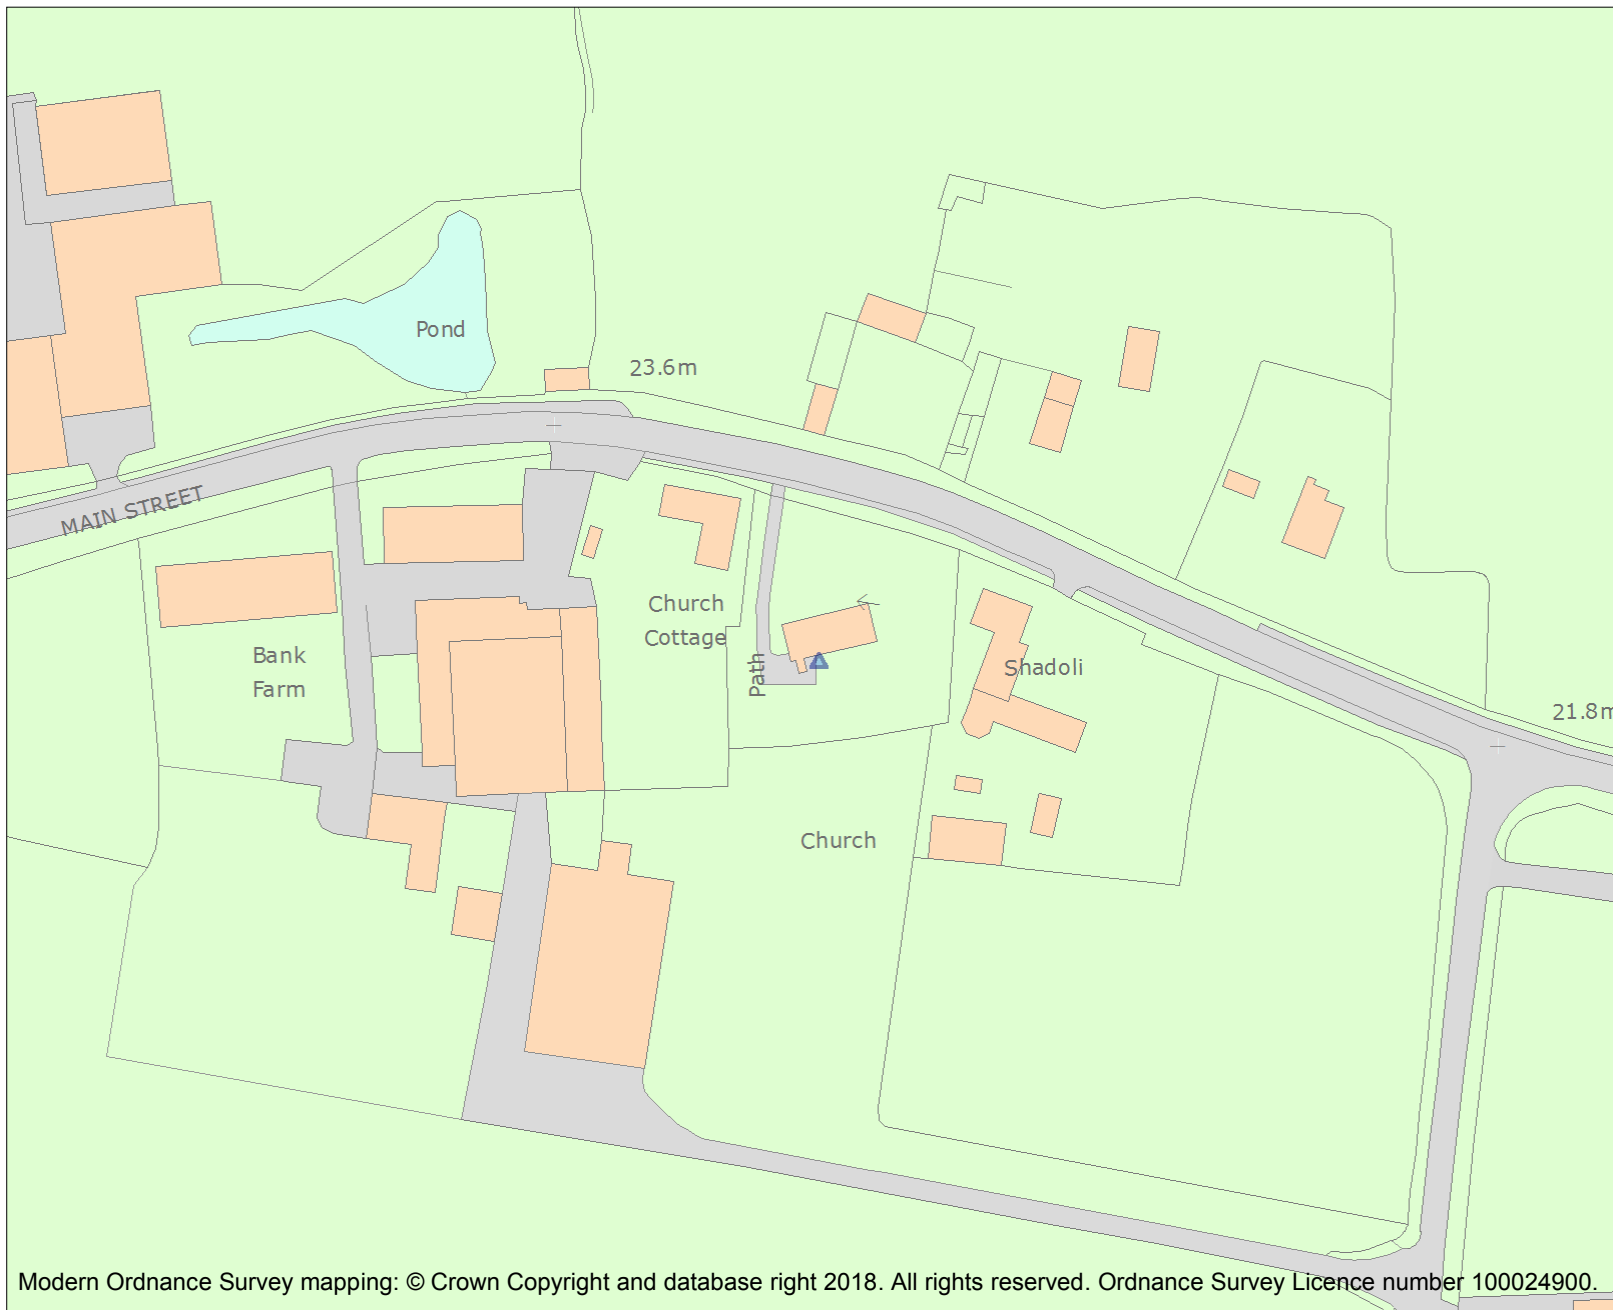 Pond
23.6m
MAIN STREET
Church
Cottage
Bank
Farm
Path
Shadoli
21.8m
Church
Modern Ordnance Survey mapping: © Crown Copyright and database right 2018. All rights reserved. Ordnance Survey Licence number 100024900.